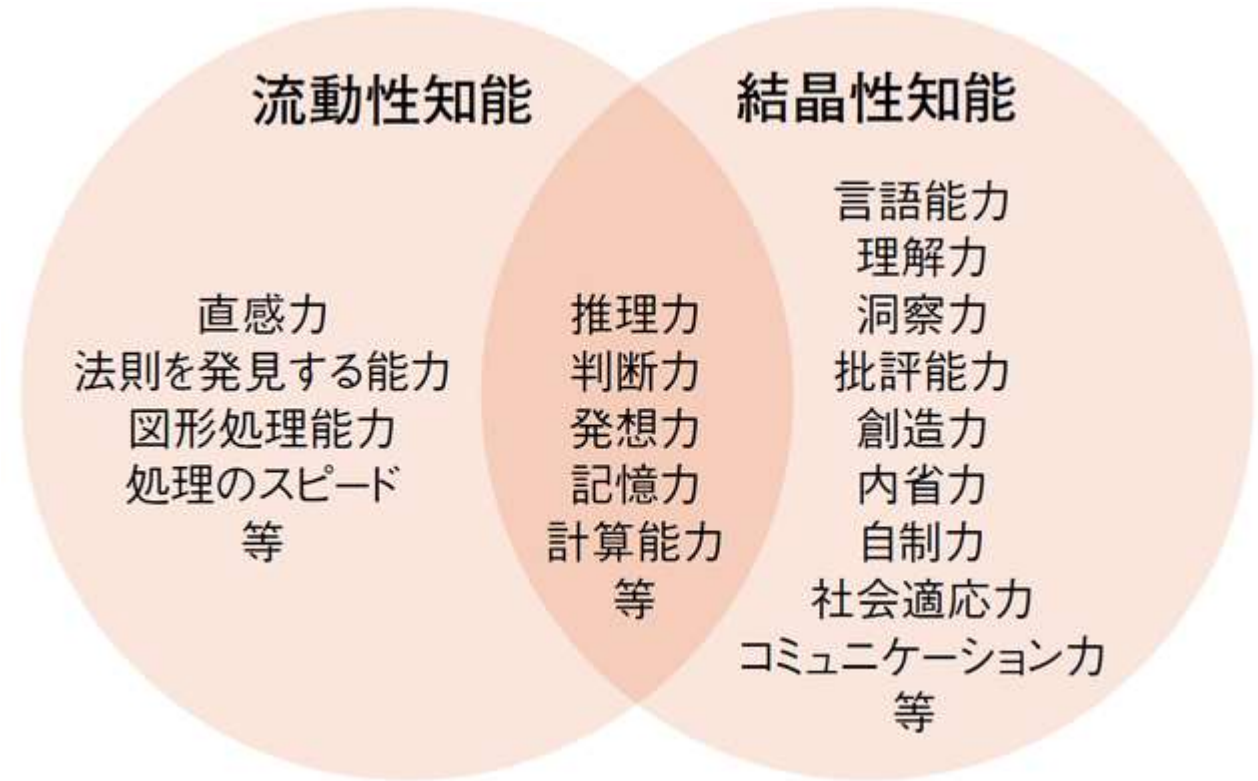 流動性知能
直感力
法則を発見する能力
図形処理能力
処理のスピード
等
推理力
判断力
発想力
記憶力
計算能力
等
結晶性知能
言語能力
理解力
洞察力
批評能力
創造力
内省力
自制力
社会適応力
コミュニケーション力
等